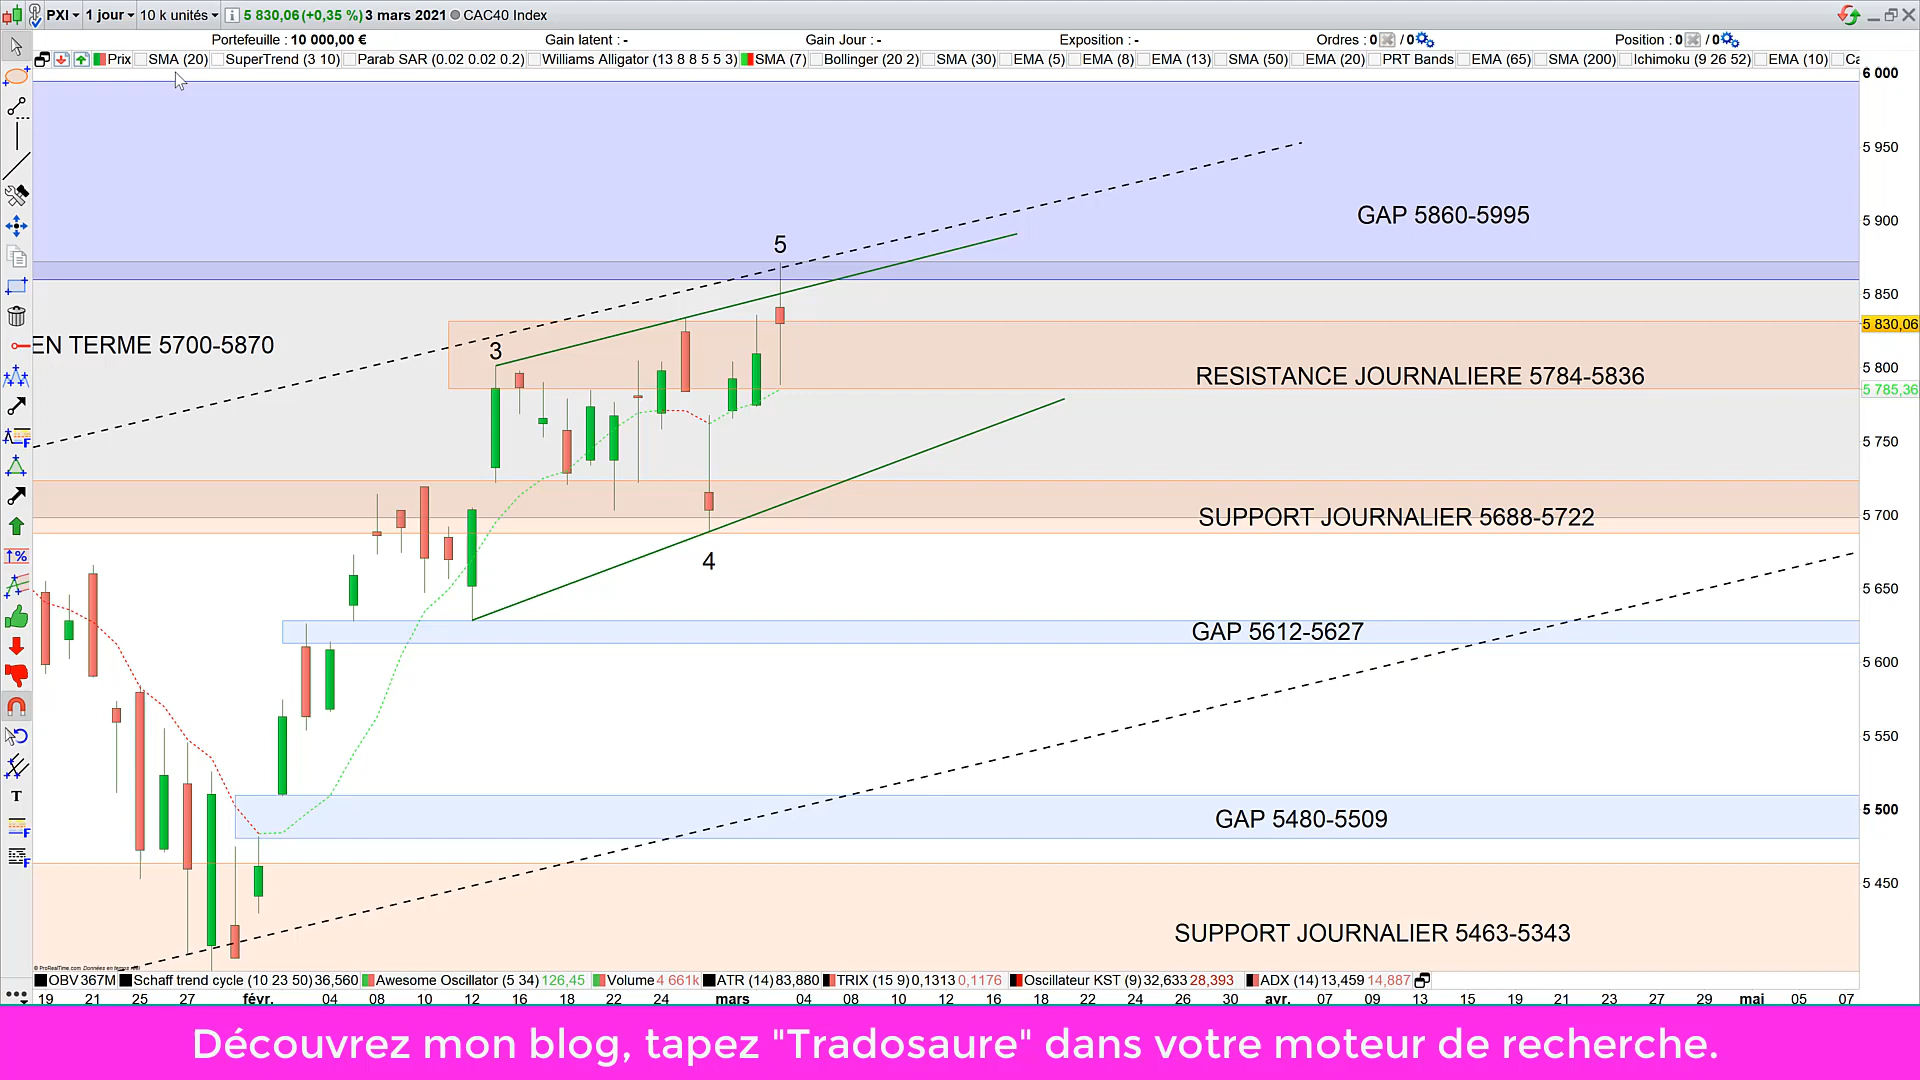 PXI 1 jour 10 k unités 5 830,06 (+0,35 %) 3 mars 2021 CAC40 Index
Portefeuille : 10 000,00 € Gain latent : - Gain Jour : - Exposition : - Ordres : 0 / 0 Position : 0 / 0
Prix SMA (20) SuperTrend (3 10) Parab SAR (0.02 0.02 0.2) Williams Alligator (13 8 8 5 5 3) SMA (7) Bollinger (20 2) SMA (30) EMA (5) EMA (8) EMA (13) SMA (50) EMA (20) PRT Bands EMA (65) SMA (200) Ichimoku (9 26 52) EMA (10) Ca
6 000
5 950
GAP 5860-5995
5 900
5
5 850
5 830,06
EN TERME 5700-5870
3
5 800
RESISTANCE JOURNALIERE 5784-5836
5 785,36
5 750
5 700
SUPPORT JOURNALIER 5688-5722
4
5 650
GAP 5612-5627
5 600
5 550
5 500
GAP 5480-5509
5 450
SUPPORT JOURNALIER 5463-5343
© ProRealTime.com Données en temps réel
OBV 367M Schaff trend cycle (10 23 50) 36,560 Awesome Oscillator (5 34) 126,45 Volume 4 661k ATR (14) 83,880 TRIX (15 9) 0,1313 0,1176 Oscillateur KST (9) 32,633 28,393 ADX (14) 13,459 14,887
19 21 25 27 févr. 04 08 10 12 16 18 22 24 mars 04 08 10 12 16 18 22 24 26 30 avr. 07 09 13 15 19 21 23 27 29 mai 05 07
Découvrez mon blog, tapez "Tradosaure" dans votre moteur de recherche.